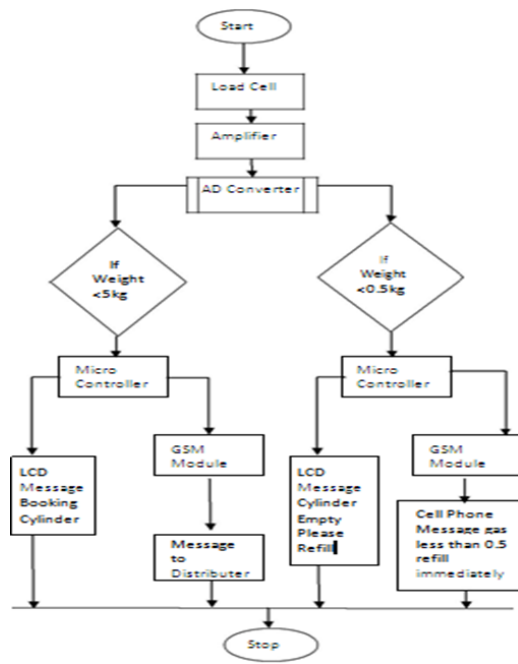 Start
Load Cell
Amplifier
AD Converter
If
Weight
<5kg
If
Weight
<0.5kg
Micro
Controller
Micro
Controller
LCD
Message
Booking
Cylinder
GSM
Module
LCD
Message
Cylinder
Empty
Please
Refill
GSM
Module
Message
to
Distributer
Cell Phone
Message gas
less than 0.5
refill
immediately
Stop